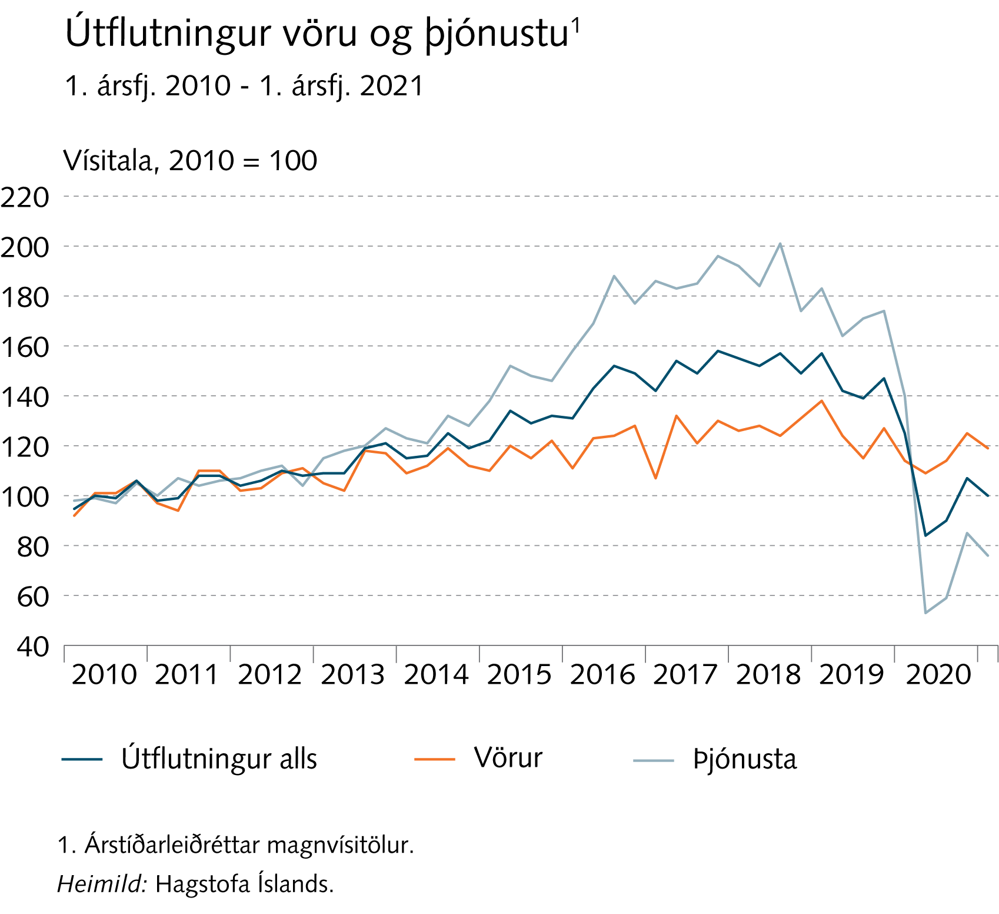 Útflutningur vöru og þjónustu¹
1. ársfj. 2010 - 1. ársfj. 2021
Vísitala, 2010 = 100
220
200
180
160
140
120
100
80
60
40
2010 2011 2012 2013 2014 2015 2016 2017 2018 2019 2020
Útflutningur alls Vörur Þjónusta
1. Árstíðarleiðréttar magnvísitölur.
Heimild: Hagstofa Íslands.